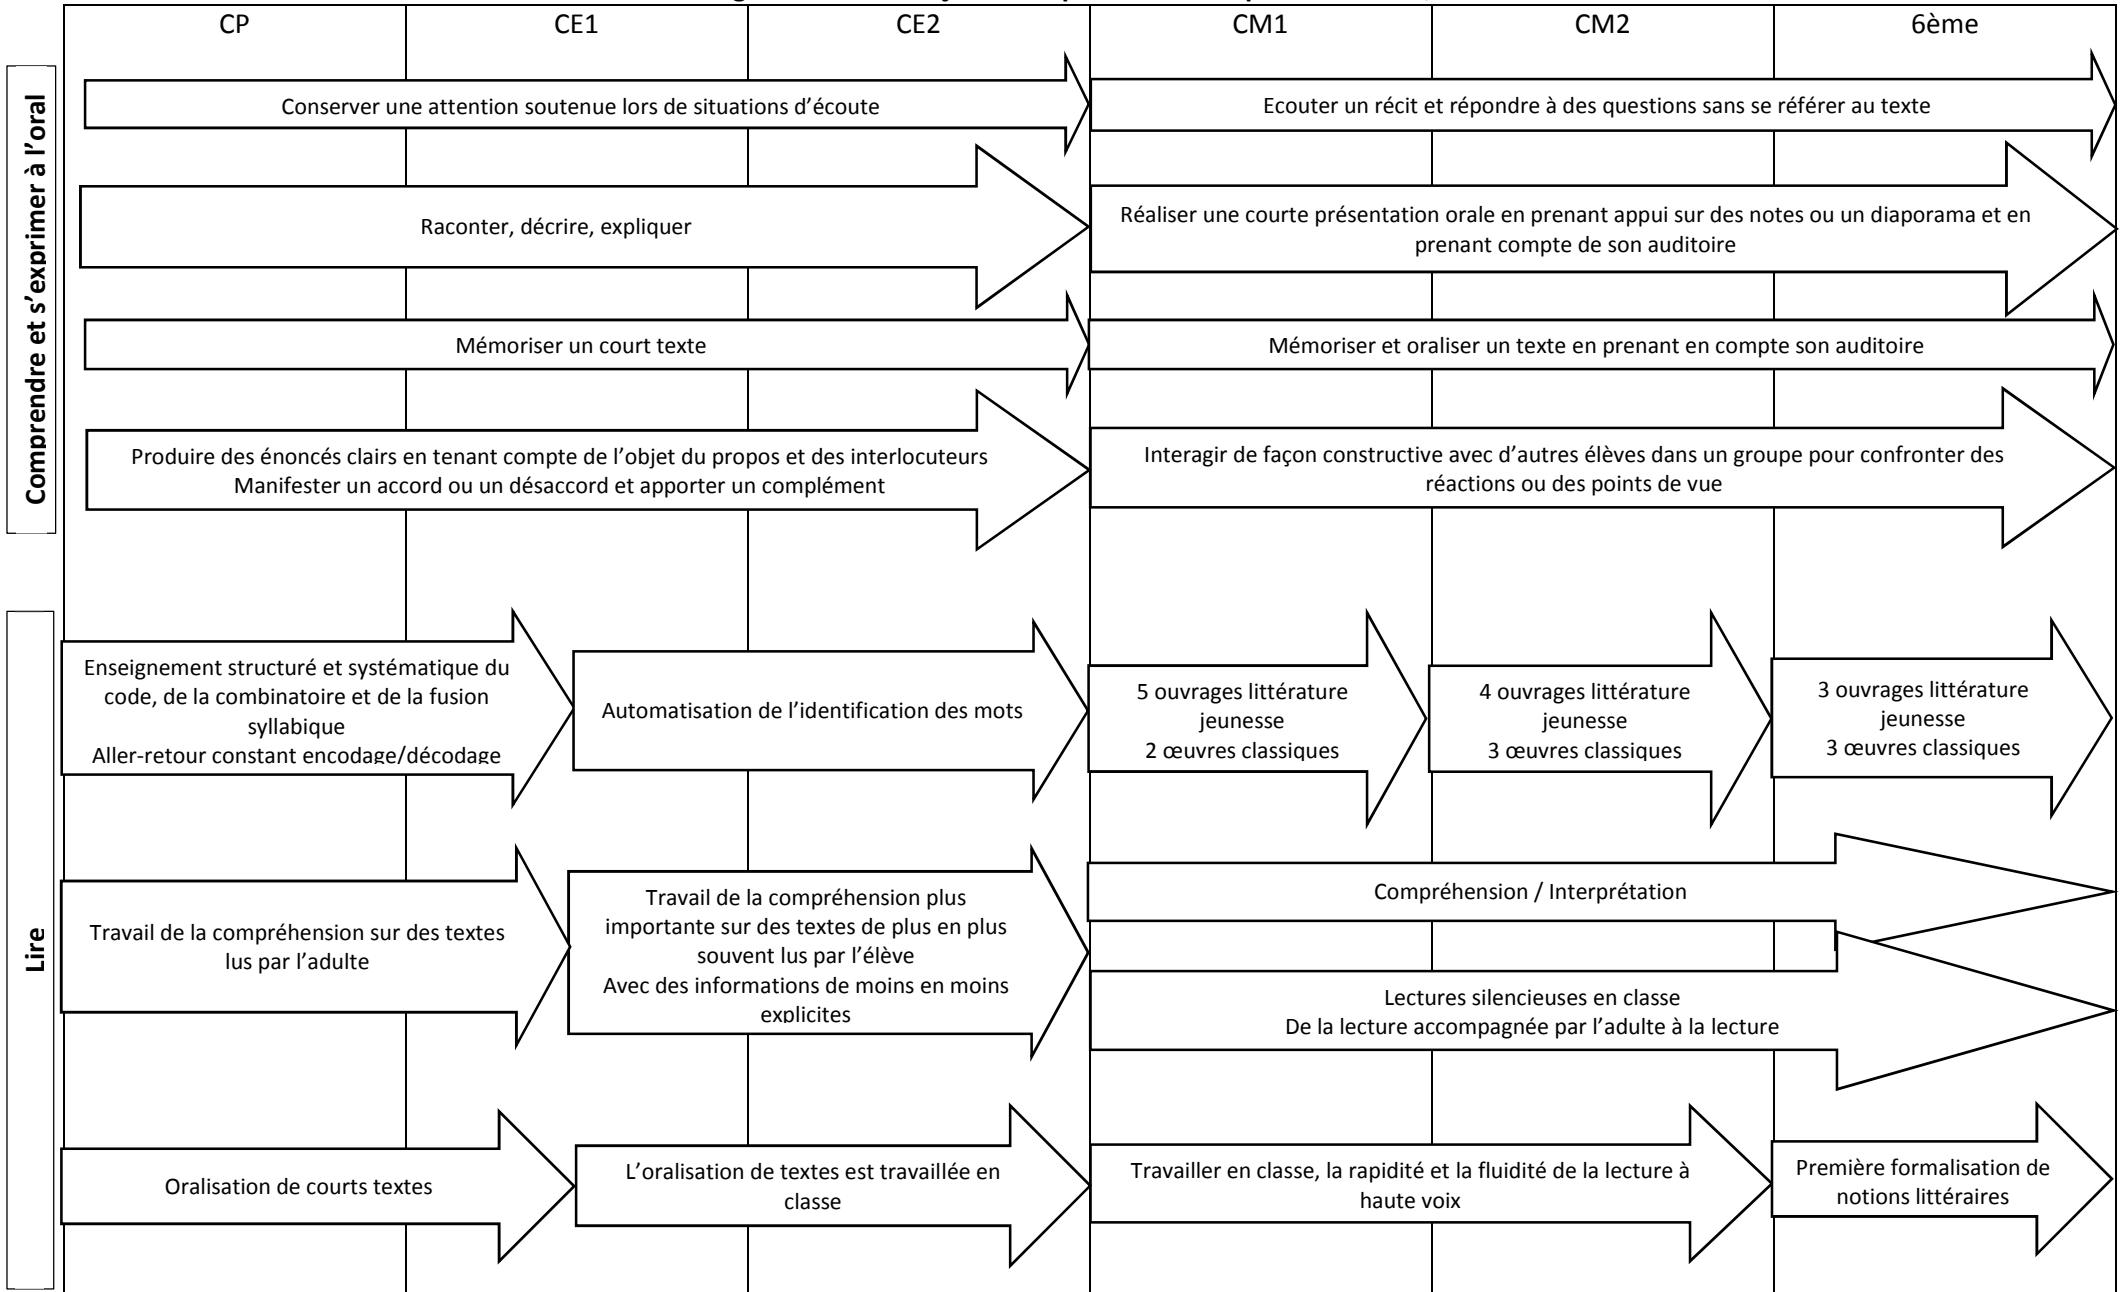 CP
CE1
CE2
CM1
CM2
6ème
Comprendre et s’exprimer à l’oral
Conserver une attention soutenue lors de situations d’écoute
Ecouter un récit et répondre à des questions sans se référer au texte
Raconter, décrire, expliquer
Réaliser une courte présentation orale en prenant appui sur des notes ou un diaporama et en
prenant compte de son auditoire
Mémoriser un court texte
Mémoriser et oraliser un texte en prenant en compte son auditoire
Produire des énoncés clairs en tenant compte de l’objet du propos et des interlocuteurs
Manifester un accord ou un désaccord et apporter un complément
Interagir de façon constructive avec d’autres élèves dans un groupe pour confronter des
réactions ou des points de vue
Lire
Enseignement structuré et systématique du
code, de la combinatoire et de la fusion
syllabique
Aller-retour constant encodage/décodage
Automatisation de l’identification des mots
5 ouvrages littérature
jeunesse
2 œuvres classiques
4 ouvrages littérature
jeunesse
3 œuvres classiques
3 ouvrages littérature
jeunesse
3 œuvres classiques
Travail de la compréhension sur des textes
lus par l’adulte
Travail de la compréhension plus
importante sur des textes de plus en plus
souvent lus par l’élève
Avec des informations de moins en moins
explicites
Compréhension / Interprétation
Lectures silencieuses en classe
De la lecture accompagnée par l’adulte à la lecture
Oralisation de courts textes
L’oralisation de textes est travaillée en
classe
Travailler en classe, la rapidité et la fluidité de la lecture à
haute voix
Première formalisation de
notions littéraires